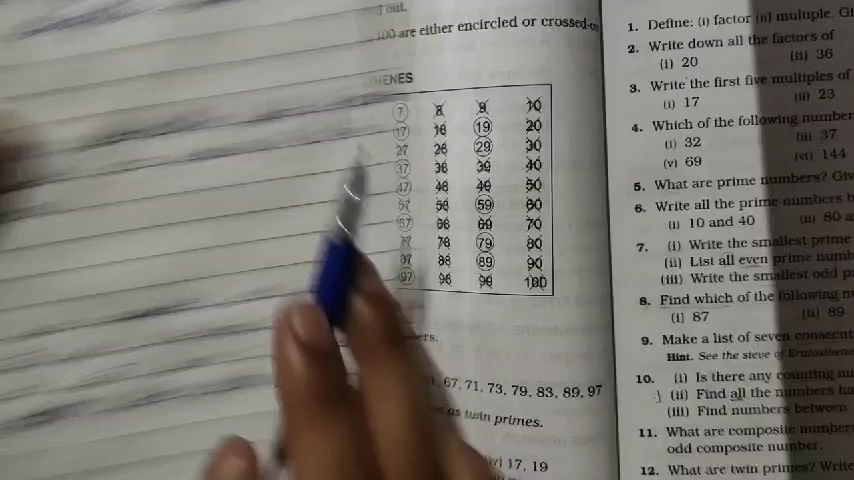 3 out.
100 are either encircled or crossed-
HENES
7 8 9 10
17 18 19 20
27 28 29 30
37 38 39 40
47 48 49 50
57 58 59 60
67 68 69 70
77 78 79 80
87 88 89 90
97 98 99 100
67, 71, 73, 79, 83, 89, 97
as twin primes.
17, 19
1. Define: (i) factor (ii) multiple.
2. Write down all the factors of
(i) 20 (ii) 36
3. Write the first five multiples of
(i) 17 (ii) 23
4. Which of the following number
(i) 32 (ii) 37
(v) 69 (vi) 144
5. What are prime numbers?
6. Write all the prime numbers
(i) 10 and 40 (ii) 80
7. (i) Write the smallest prime
(ii) List all even prime numb
(iii) Write the smallest odd p
8. Find which of the following
(i) 87 (ii) 89
9. Make a list of seven consecut
Hint. See the steve of Eratosthene
10. (i) Is there any counting
(ii) Find all the numbers ha
(iii) Find numbers between
11. What are composite number
odd composite number.
12. What are twin primes? Write